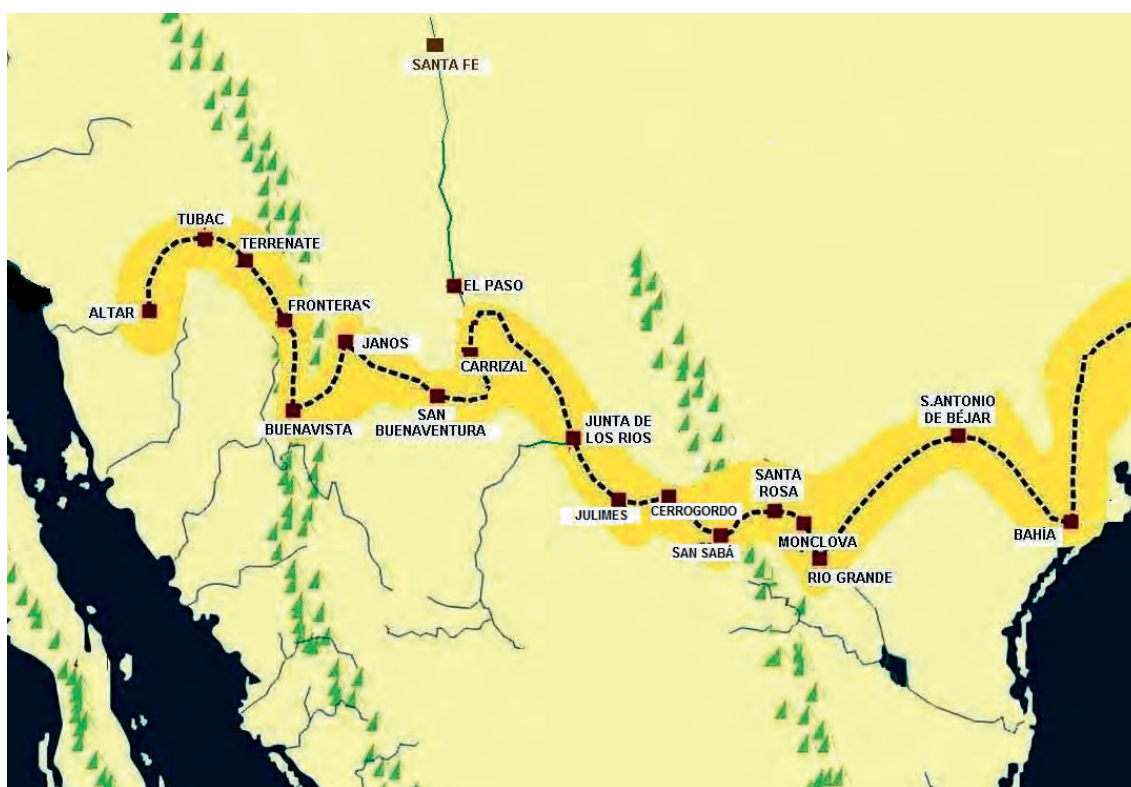 SANTA FE
TUBAC
TERRENATE
EL PASO
ALTAR
FRONTERAS
JANOS
CARRIZAL
SAN
BUENAVENTURA
BUENAVISTA
JUNTA DE
LOS RIOS
S.ANTONIO
DE BÉJAR
SANTA
ROSA
JULIMES
CERROGORDO
SAN SABÁ
MONCLOVA
RIO GRANDE
BAHÍA